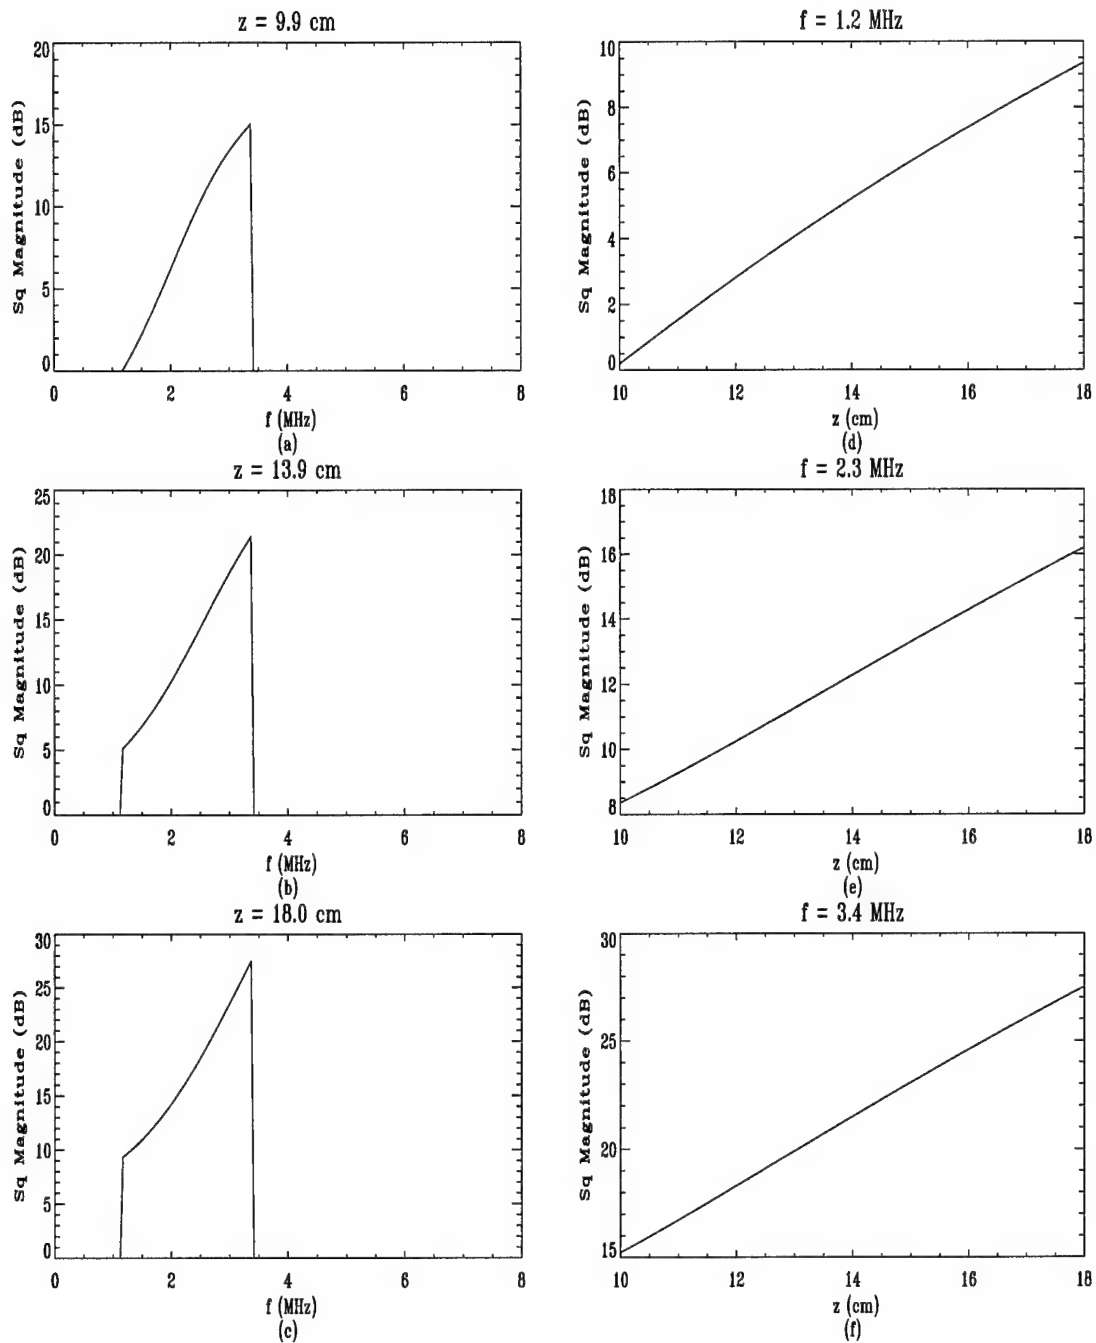 z = 9.9 cm
20
15
10
5
0
Sq Magnitude (dB)
0 2 4 6 8
f (MHz)
(a)
f = 1.2 MHz
10
8
6
4
2
0
Sq Magnitude (dB)
10 12 14 16 18
z (cm)
(d)
z = 13.9 cm
25
20
15
10
5
0
Sq Magnitude (dB)
0 2 4 6 8
f (MHz)
(b)
f = 2.3 MHz
18
16
14
12
10
8
Sq Magnitude (dB)
10 12 14 16 18
z (cm)
(e)
z = 18.0 cm
30
25
20
15
10
5
0
Sq Magnitude (dB)
0 2 4 6 8
f (MHz)
(c)
f = 3.4 MHz
30
25
20
15
Sq Magnitude (dB)
10 12 14 16 18
z (cm)
(f)